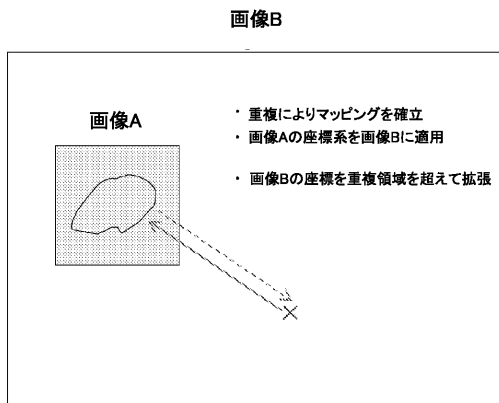 画像B
画像A
・ 重複によりマッピングを確立
・ 画像Aの座標系を画像Bに適用
・ 画像Bの座標を重複領域を超えて拡張